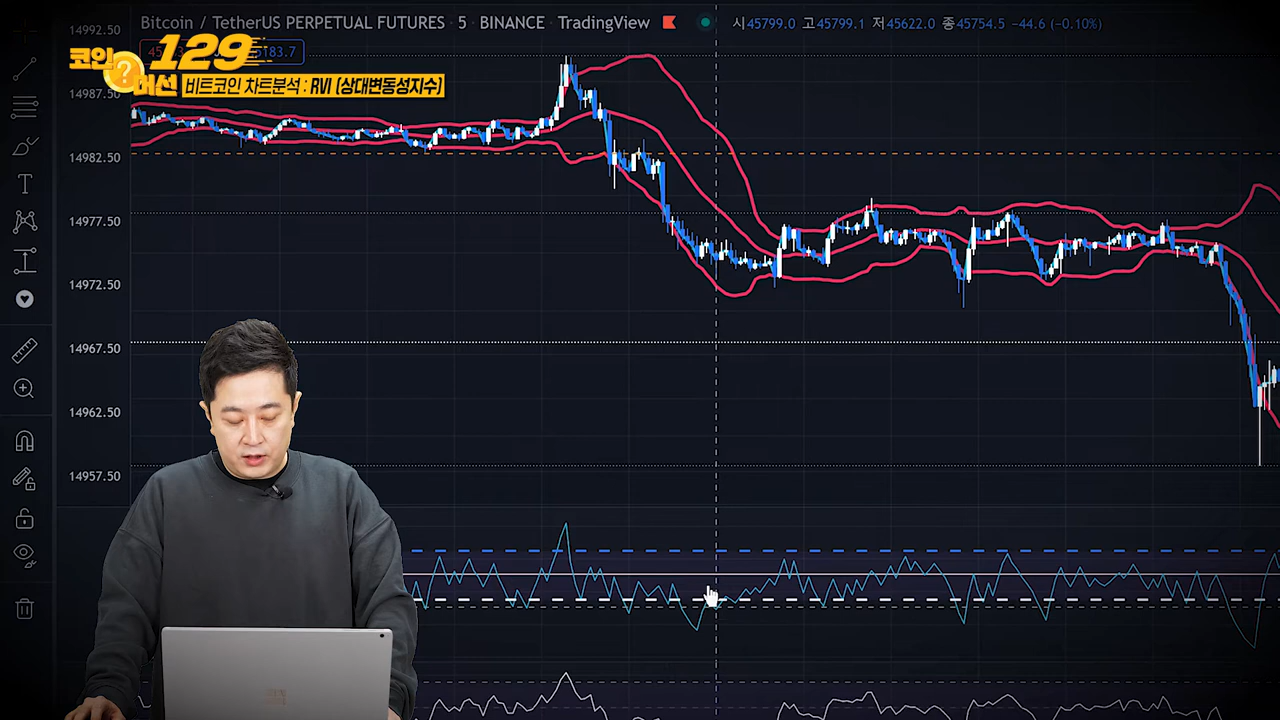 Bitcoin / TetherUS PERPETUAL FUTURES · 5 · BINANCE · TradingView 시45799.0 고45799.1 저45622.0 종45754.5 −44.6 (−0.10%)
코인 129
머선 비트코인 차트분석 : RVI (상대변동성지수)
14992.50
14987.50
14982.50
14977.50
14972.50
14967.50
14962.50
14957.50